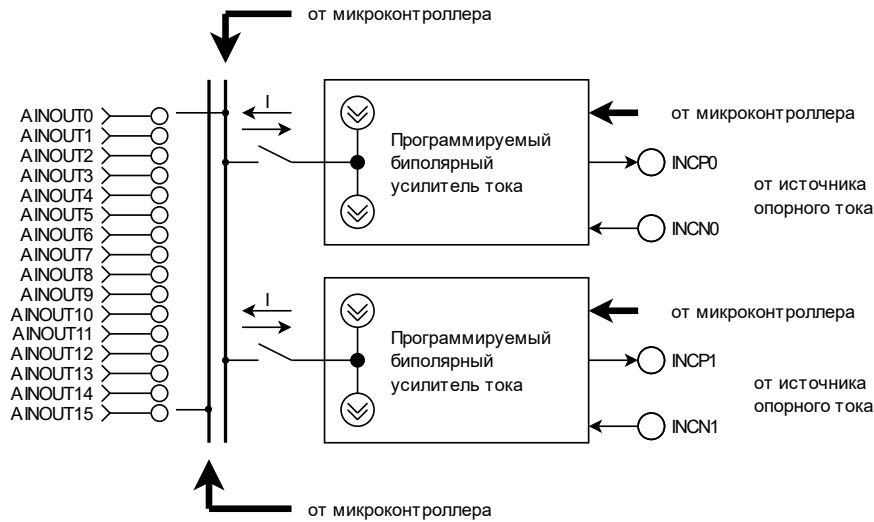 от микроконтроллера
AINOUT0
AINOUT1
AINOUT2
AINOUT3
AINOUT4
AINOUT5
AINOUT6
AINOUT7
AINOUT8
AINOUT9
AINOUT10
AINOUT11
AINOUT12
AINOUT13
AINOUT14
AINOUT15
I
Программируемый
биполярный
усилитель тока
от микроконтроллера
INCP0
от источника
опорного тока
INCN0
I
Программируемый
биполярный
усилитель тока
от микроконтроллера
INCP1
от источника
опорного тока
INCN1
от микроконтроллера